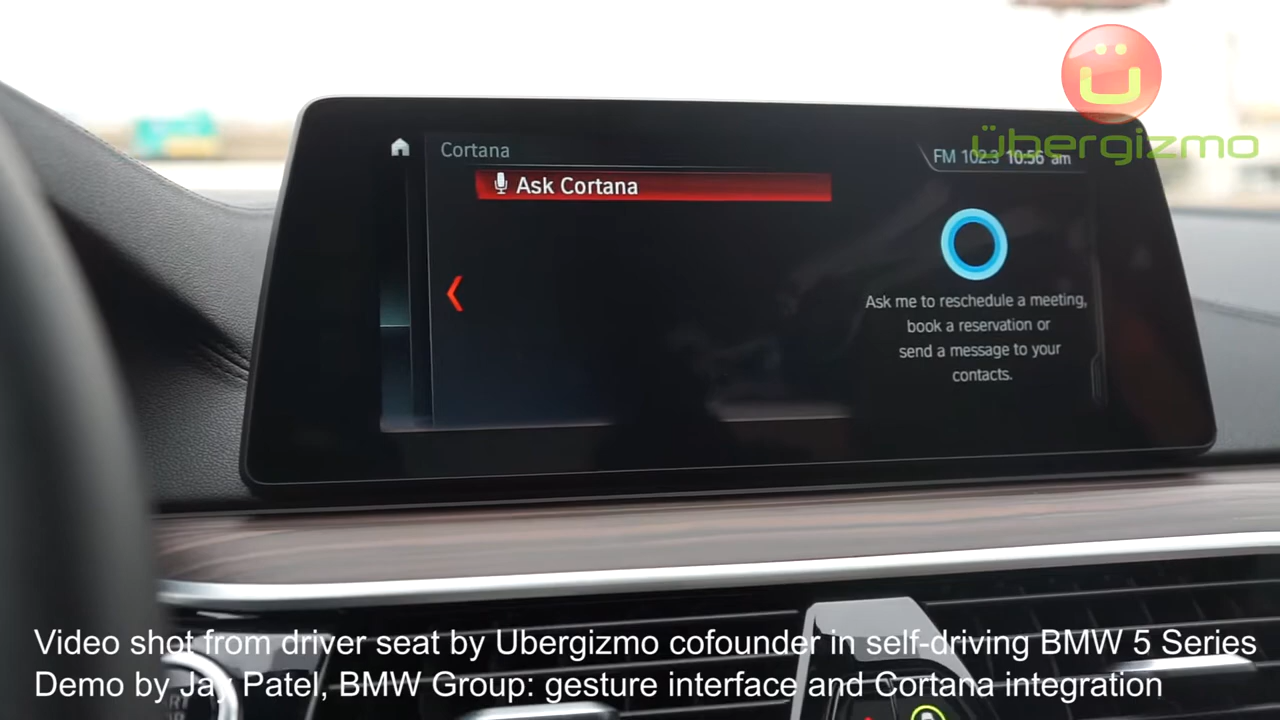 Cortana
FM 102.3 10:56 am
übergizmo
Ask Cortana
Ask me to reschedule a meeting,
book a reservation or
send a message to your
contacts.
Video shot from driver seat by Ubergizmo cofounder in self-driving BMW 5 Series
Demo by Jay Patel, BMW Group: gesture interface and Cortana integration